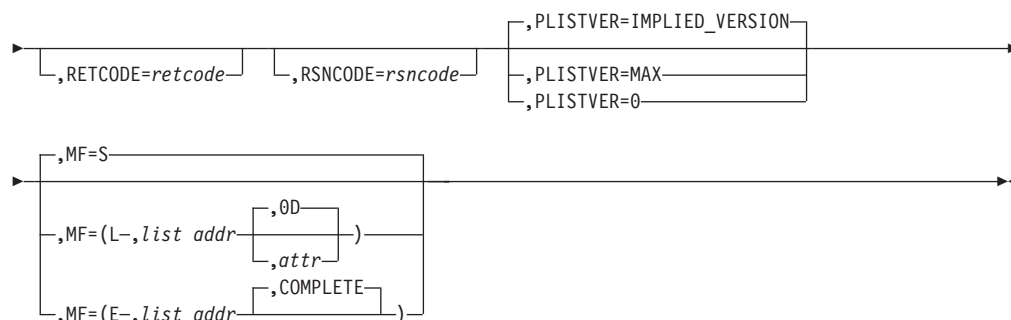 ,PLISTVER=IMPLIED_VERSION
,RETCODE=retcode ,RSNCODE=rsncode
,PLISTVER=MAX
,PLISTVER=0
,MF=S
,0D
,MF=(L ,list addr )
,attr
,COMPLETE
,MF=(E ,list addr )